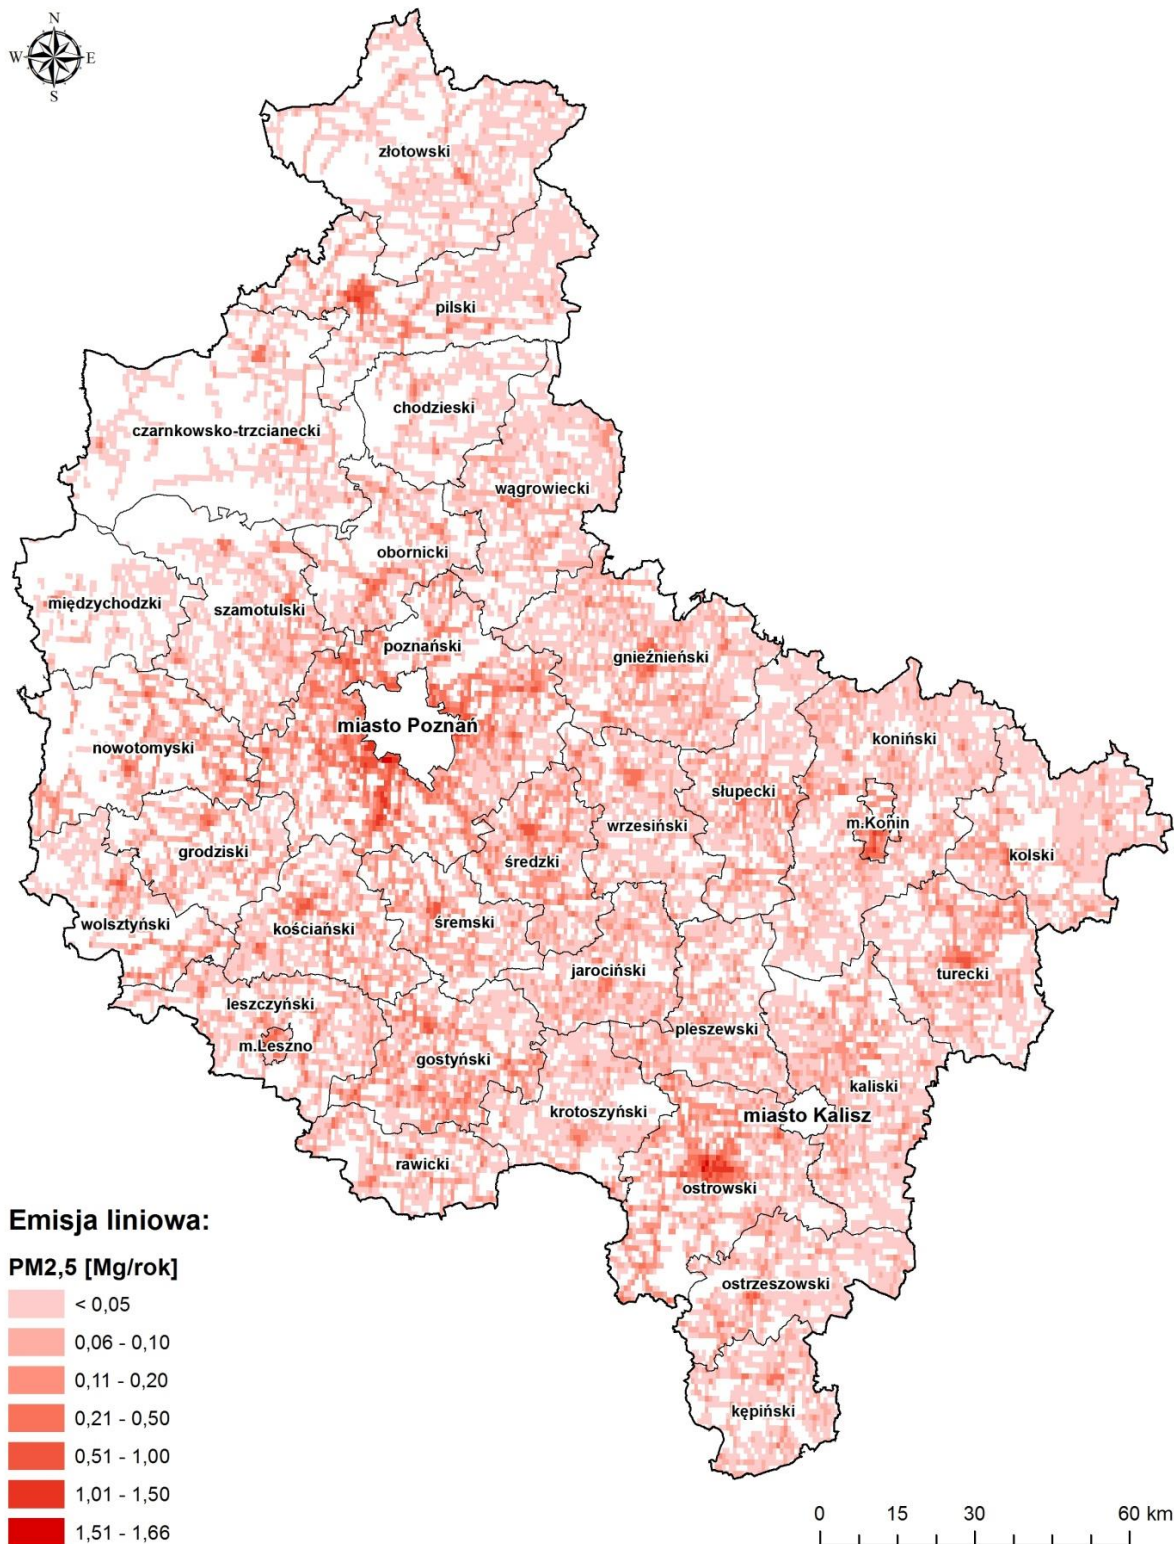 N
W E
S
złotowski
pilski
chodzieski
czarnkowsko-trzcianecki
wągrowiecki
obornicki
międzychodzki
szamotulski
poznański
gnieźnieński
miasto Poznań
koniński
nowotomyski
słupecki
m.Konin
wrzesiński
grodziski
średzki
kolski
wolsztyński
kościański
śremski
jarociński
turecki
leszczyński
pleszewski
m.Leszno
gostyński
kaliski
krotoszyński
miasto Kalisz
rawicki
ostrowski
ostrzeszowski
kępiński
Emisja liniowa:
PM2,5 [Mg/rok]
< 0,05
0,06 - 0,10
0,11 - 0,20
0,21 - 0,50
0,51 - 1,00
1,01 - 1,50
1,51 - 1,66
0 15 30 60 km